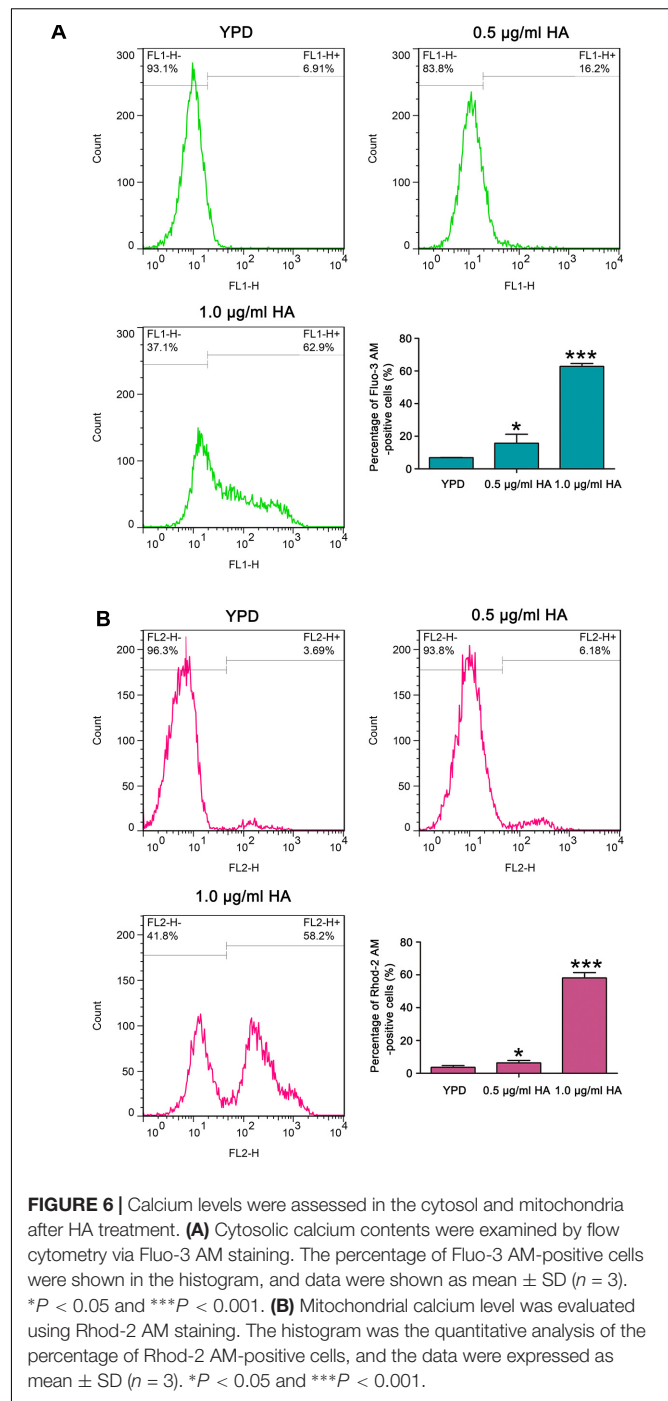 A
YPD
FL1-H-
93.1%
FL1-H+
6.91%
300
200
100
0
Count
10^0 10^1 10^2 10^3 10^4
FL1-H
0.5 µg/ml HA
FL1-H-
83.8%
FL1-H+
16.2%
300
200
100
0
Count
10^0 10^1 10^2 10^3 10^4
FL1-H
1.0 µg/ml HA
FL1-H-
37.1%
FL1-H+
62.9%
300
200
100
0
Count
10^0 10^1 10^2 10^3 10^4
FL1-H
Percentage of Fluo-3 AM
-positive cells (%)
80
60
40
20
0
*
***
YPD 0.5 µg/ml HA 1.0 µg/ml HA
B
YPD
FL2-H-
96.3%
FL2-H+
3.69%
200
150
100
50
0
Count
10^0 10^1 10^2 10^3 10^4
FL2-H
0.5 µg/ml HA
FL2-H-
93.8%
FL2-H+
6.18%
200
150
100
50
0
Count
10^0 10^1 10^2 10^3 10^4
FL2-H
1.0 µg/ml HA
FL2-H-
41.8%
FL2-H+
58.2%
200
150
100
50
0
Count
10^0 10^1 10^2 10^3 10^4
FL2-H
Percentage of Rhod-2 AM
-positive cells (%)
80
60
40
20
0
*
***
YPD 0.5 µg/ml HA 1.0 µg/ml HA
FIGURE 6 | Calcium levels were assessed in the cytosol and mitochondria
after HA treatment. (A) Cytosolic calcium contents were examined by flow
cytometry via Fluo-3 AM staining. The percentage of Fluo-3 AM-positive cells
were shown in the histogram, and data were shown as mean ± SD (n = 3).
*P < 0.05 and ***P < 0.001. (B) Mitochondrial calcium level was evaluated
using Rhod-2 AM staining. The histogram was the quantitative analysis of the
percentage of Rhod-2 AM-positive cells, and the data were expressed as
mean ± SD (n = 3). *P < 0.05 and ***P < 0.001.